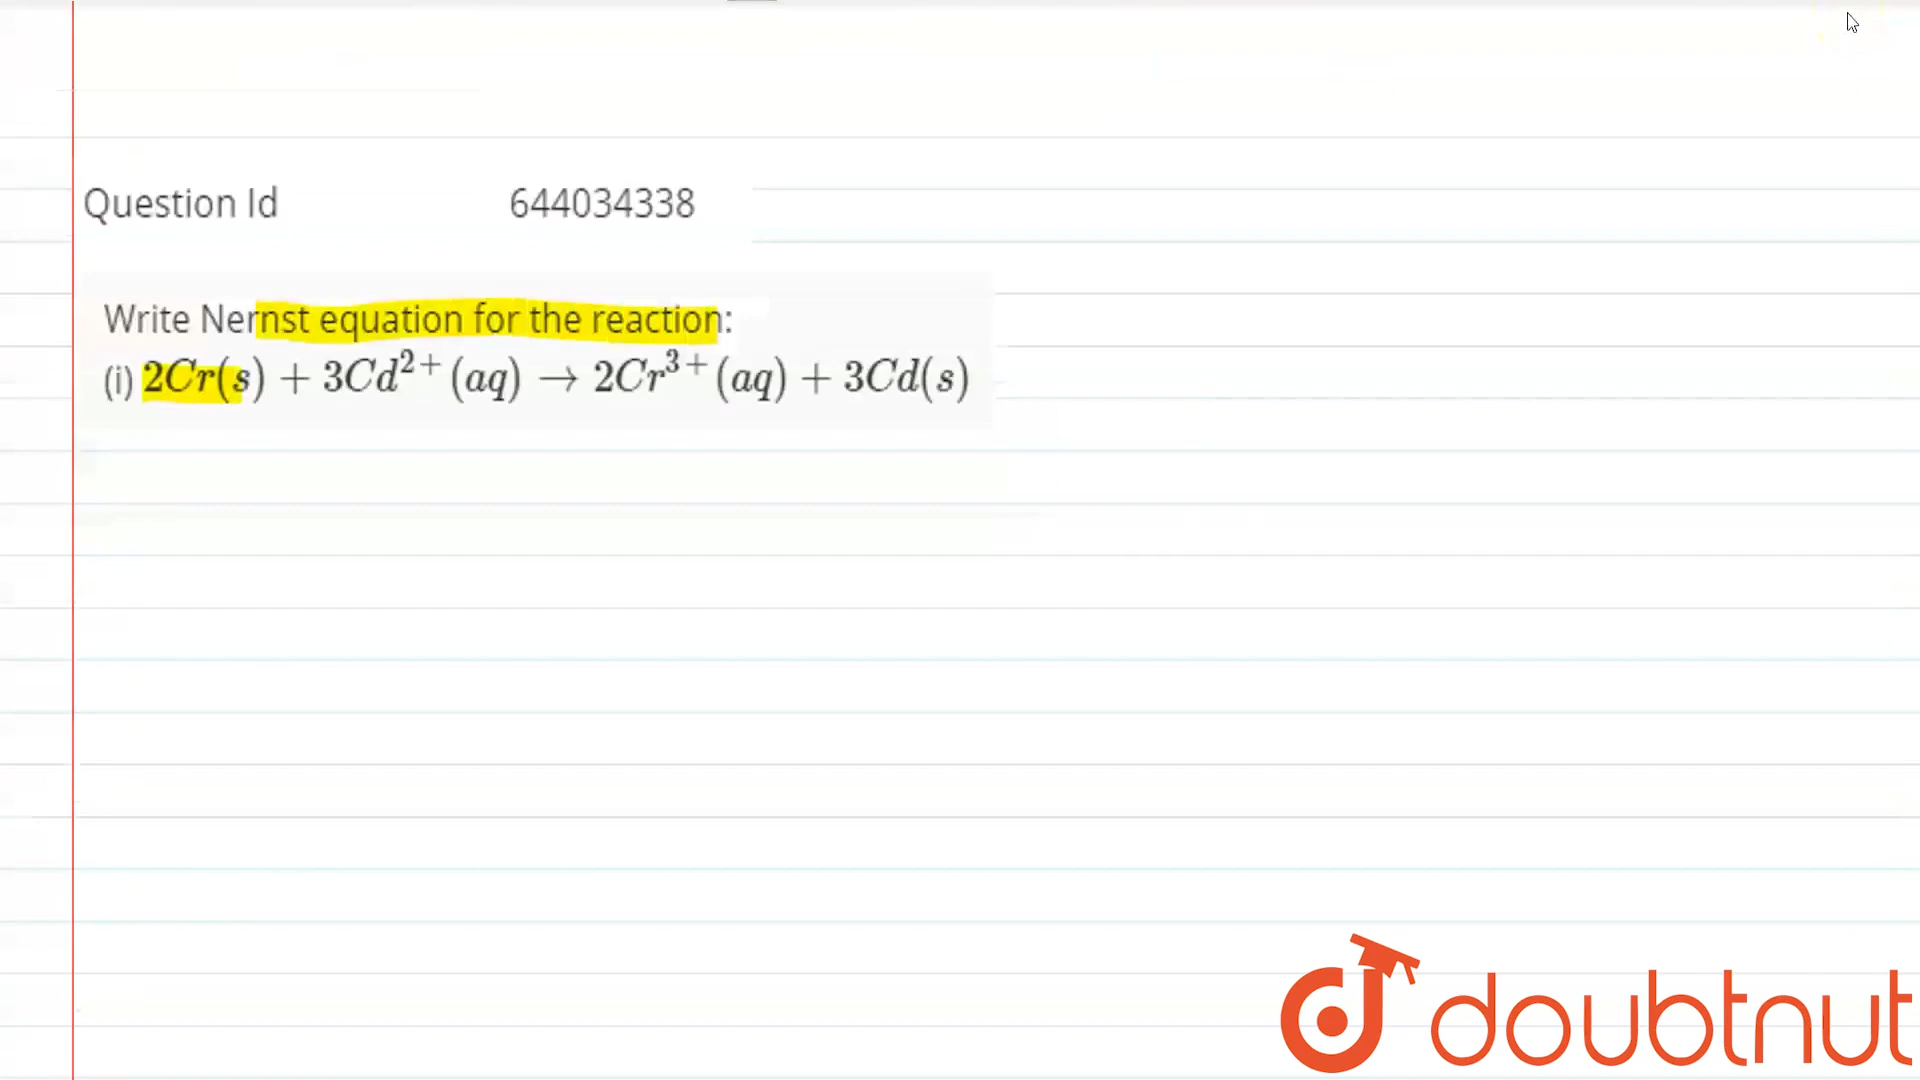 Question Id 644034338
Write Nernst equation for the reaction:
(i) 2Cr(s) + 3Cd²⁺(aq) → 2Cr³⁺(aq) + 3Cd(s)
doubtnut